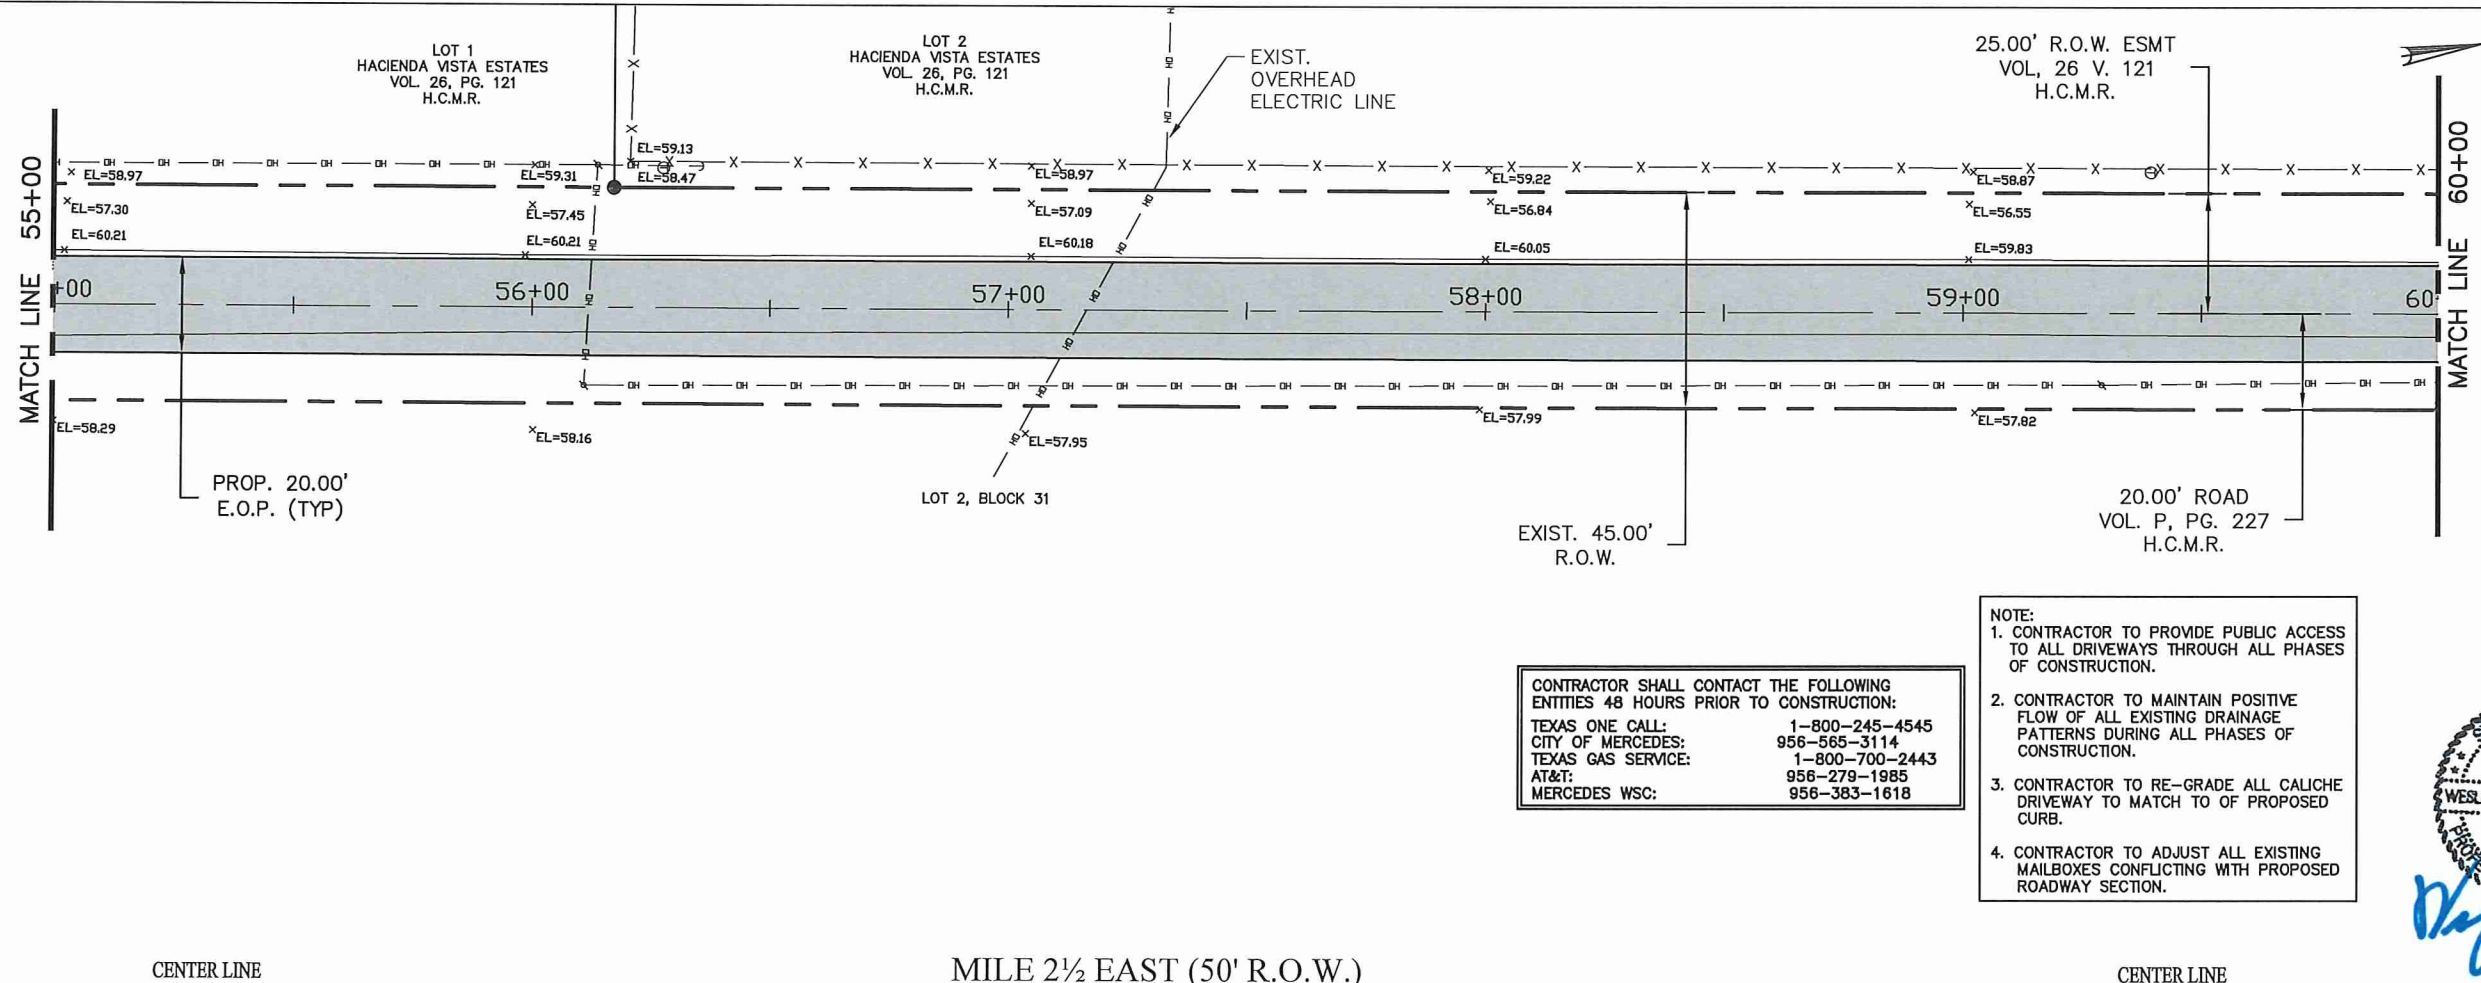 LOT 1
HACIENDA VISTA ESTATES
VOL. 26, PG. 121
H.C.M.R.
LOT 2
HACIENDA VISTA ESTATES
VOL. 26, PG. 121
H.C.M.R.
EXIST.
OVERHEAD
ELECTRIC LINE
25.00' R.O.W. ESMT
VOL, 26 V. 121
H.C.M.R.
MATCH LINE 55+00
MATCH LINE 60+00
EL=59.13
EL=58.97
EL=59.31
EL=58.47
EL=58.97
EL=59.22
EL=58.87
EL=57.30
EL=57.45
EL=57.09
EL=56.84
EL=56.55
EL=60.21
EL=60.21
EL=60.18
EL=60.05
EL=59.83
+00
56+00
57+00
58+00
59+00
60
EL=58.29
EL=58.16
EL=57.95
EL=57.99
EL=57.82
PROP. 20.00'
E.O.P. (TYP)
LOT 2, BLOCK 31
EXIST. 45.00'
R.O.W.
20.00' ROAD
VOL. P, PG. 227
H.C.M.R.
CONTRACTOR SHALL CONTACT THE FOLLOWING
ENTITIES 48 HOURS PRIOR TO CONSTRUCTION:
TEXAS ONE CALL: 1-800-245-4545
CITY OF MERCEDES: 956-565-3114
TEXAS GAS SERVICE: 1-800-700-2443
AT&T: 956-279-1985
MERCEDES WSC: 956-383-1618
NOTE:
1. CONTRACTOR TO PROVIDE PUBLIC ACCESS
TO ALL DRIVEWAYS THROUGH ALL PHASES
OF CONSTRUCTION.
2. CONTRACTOR TO MAINTAIN POSITIVE
FLOW OF ALL EXISTING DRAINAGE
PATTERNS DURING ALL PHASES OF
CONSTRUCTION.
3. CONTRACTOR TO RE-GRADE ALL CALICHE
DRIVEWAY TO MATCH TO OF PROPOSED
CURB.
4. CONTRACTOR TO ADJUST ALL EXISTING
MAILBOXES CONFLICTING WITH PROPOSED
ROADWAY SECTION.
CENTER LINE
MILE 2½ EAST (50' R.O.W.)
CENTER LINE